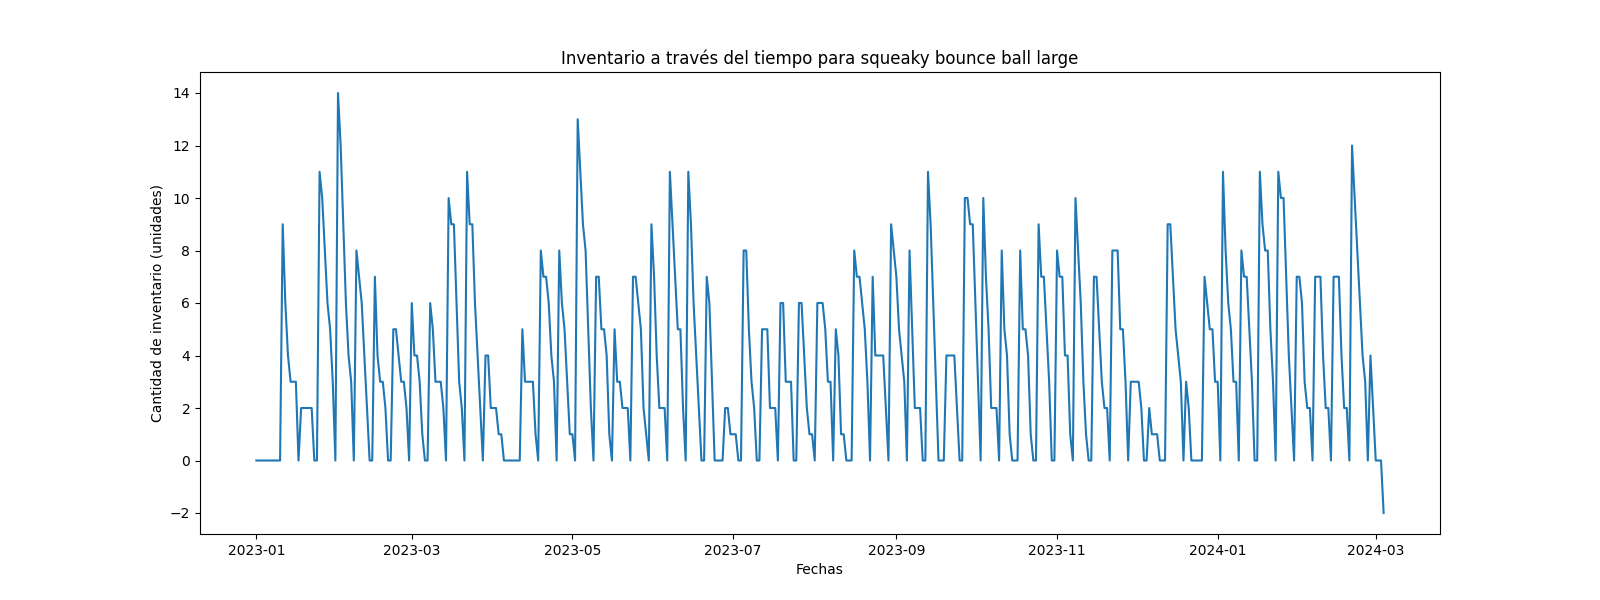 Inventario a través del tiempo para squeaky bounce ball large
Cantidad de inventario (unidades)
14
12
10
8
6
4
2
0
−2
2023-01 2023-03 2023-05 2023-07 2023-09 2023-11 2024-01 2024-03
Fechas